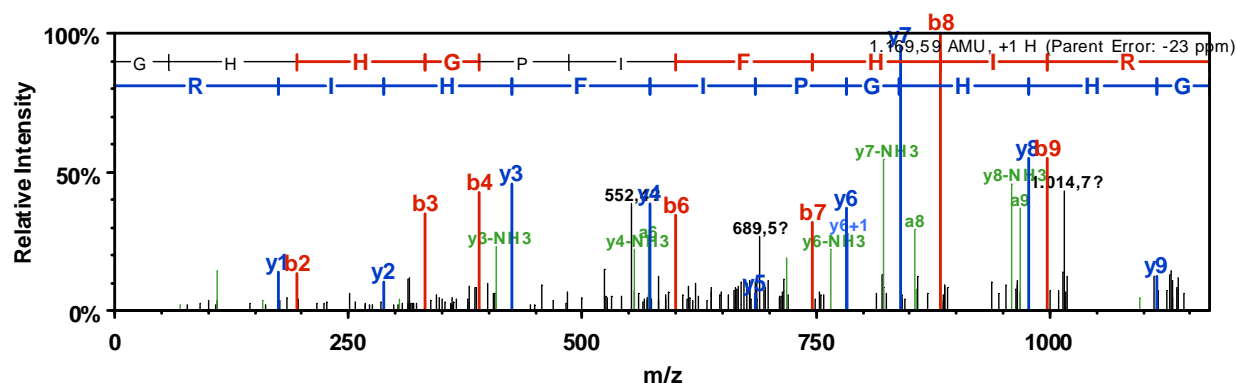 b8
100%
y7
1.169,59 AMU, +1 H (Parent Error: -23 ppm)
G H H G P I F H I R
R I H F I P G H H G
y7-NH3
Relative Intensity
50%
y3
b4
b3
552,4?
y4
b6
y8
b9
y8-NH3
1.014,7?
a9
y6
b7
y6+1
689,5?
a8
y3-NH3
y4-NH3
a6
y6-NH3
y1
b2
y2
y5
y9
0%
0 250 500 750 1000
m/z